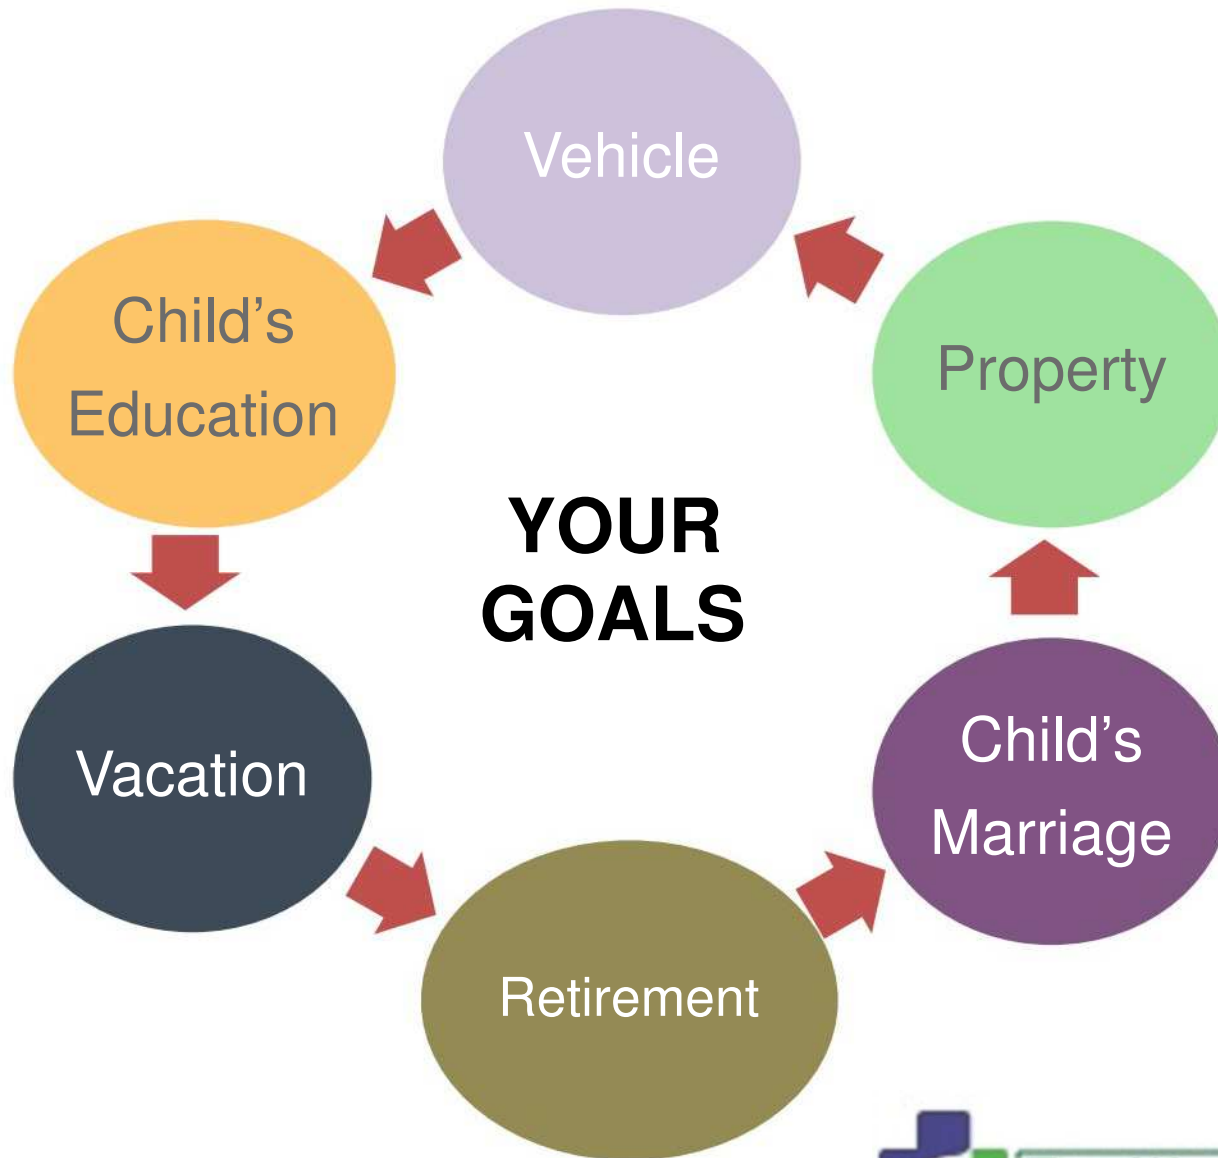 Vehicle
Child’s
Education
Property
YOUR
GOALS
Vacation
Child’s
Marriage
Retirement